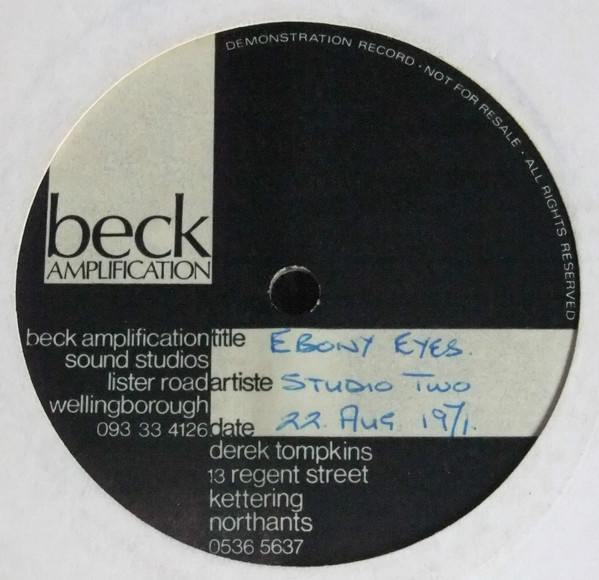 DEMONSTRATION RECORD · NOT FOR RESALE · ALL RIGHTS RESERVED
beck
AMPLIFICATION
beck amplification
sound studios
lister road
wellingborough
093 33 4126
title EBONY EYES.
artiste STUDIO TWO
date 22. AUG 1971.
derek tompkins
13 regent street
kettering
northants
0536 5637